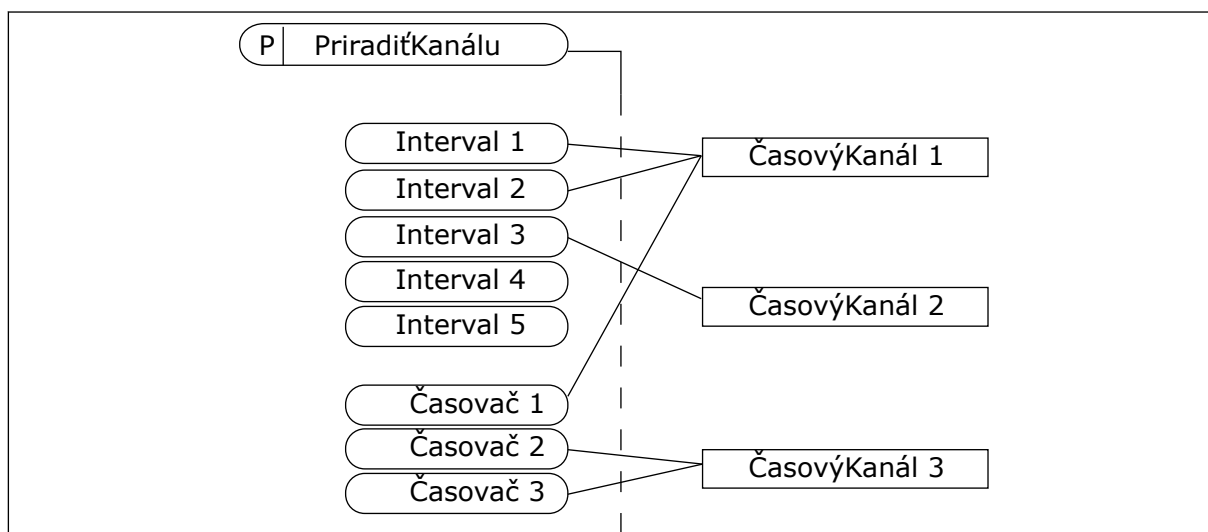 P PriradiťKanálu
Interval 1
ČasovýKanál 1
Interval 2
Interval 3
Interval 4
ČasovýKanál 2
Interval 5
Časovač 1
Časovač 2
ČasovýKanál 3
Časovač 3